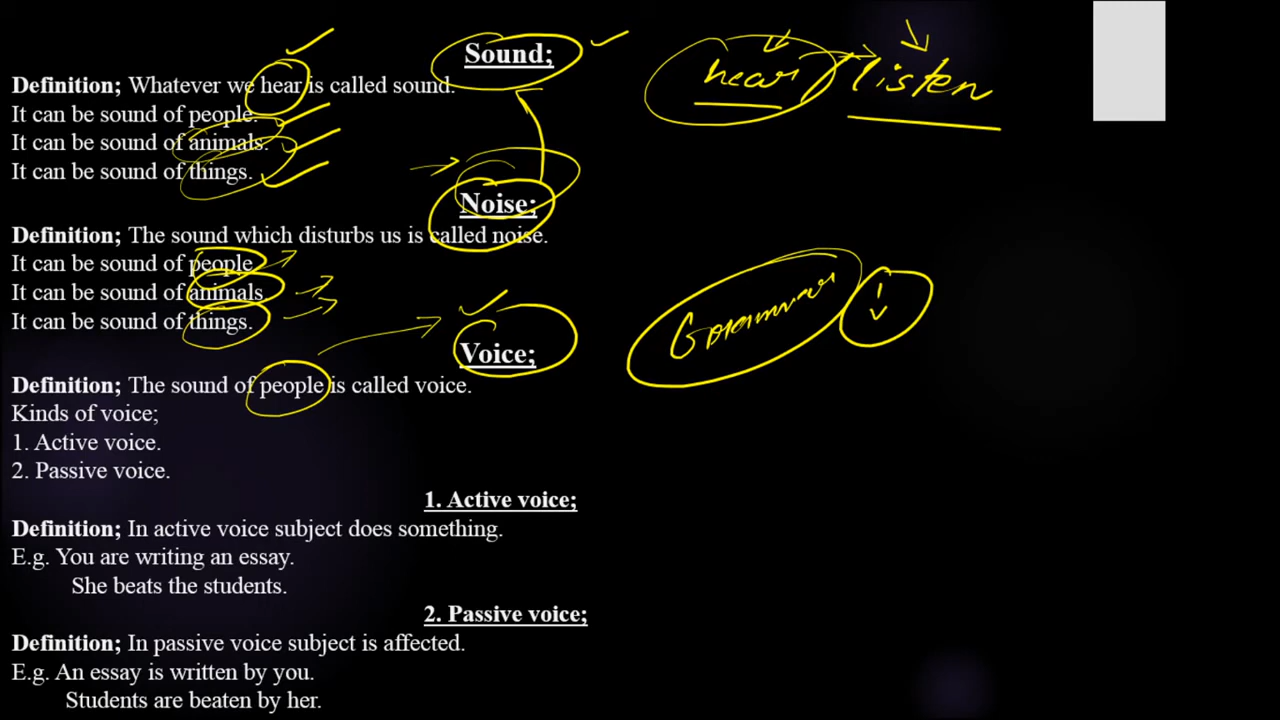 Sound;
hear listen
Definition; Whatever we hear is called sound.
It can be sound of people.
It can be sound of animals.
It can be sound of things.
Noise;
Definition; The sound which disturbs us is called noise.
It can be sound of people
It can be sound of animals.
It can be sound of things.
Grammar
Voice;
Definition; The sound of people is called voice.
Kinds of voice;
1. Active voice.
2. Passive voice.
1. Active voice;
Definition; In active voice subject does something.
E.g. You are writing an essay.
She beats the students.
2. Passive voice;
Definition; In passive voice subject is affected.
E.g. An essay is written by you.
Students are beaten by her.